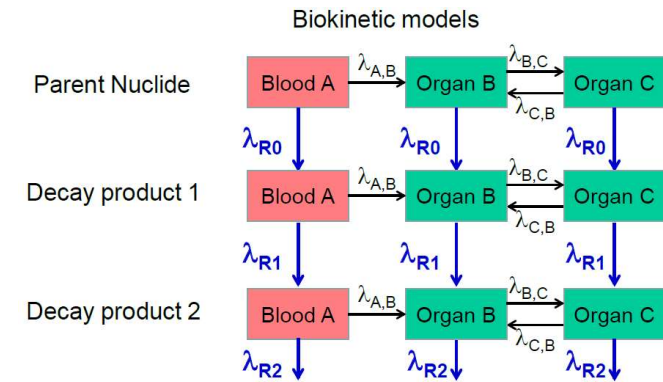 Biokinetic models
λA,B λB,C
Parent Nuclide Blood A Organ B Organ C
λC,B
λR0 λR0 λR0
λA,B λB,C
Decay product 1 Blood A Organ B Organ C
λC,B
λR1 λR1 λR1
λA,B λB,C
Decay product 2 Blood A Organ B Organ C
λC,B
λR2 λR2 λR2